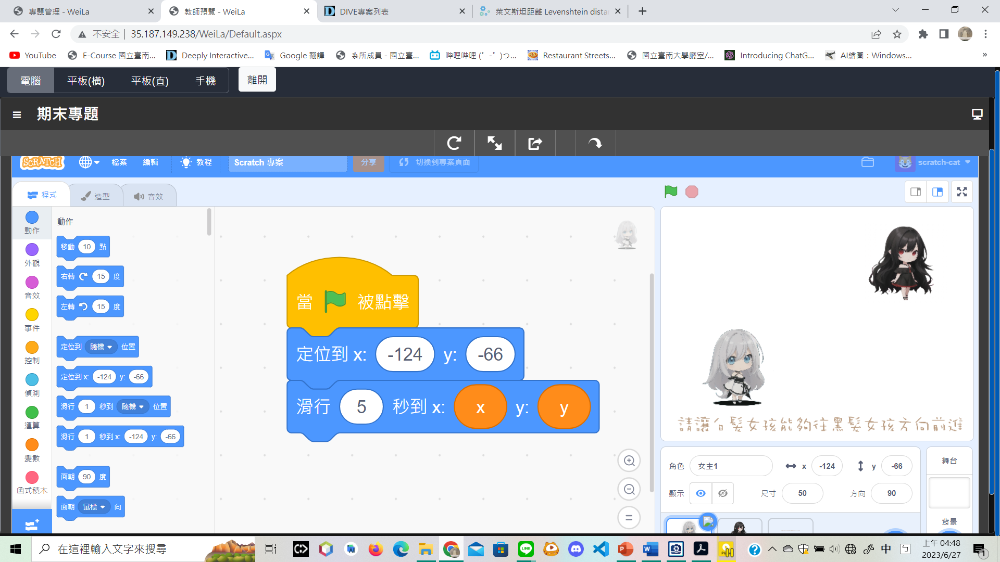 專題管理 - WeiLa
教師預覽 - WeiLa
DIVE專案列表
萊文斯坦距離 Levenshtein dista
不安全 | 35.187.149.238/WeiLa/Default.aspx
YouTube
E-Course 國立臺南...
Deeply Interactive...
Google 翻譯
系所成員 - 國立臺...
嗶哩嗶哩 (゜-゜)つ...
Restaurant Streets...
國立臺南大學廳室/...
Introducing ChatG...
AI繪圖：Windows...
»
電腦 平板(橫) 平板(直) 手機 離開
期末專題
SCRATCH 檔案 編輯 教程 Scratch 專案 分享 切換到專案頁面 scratch-cat
程式 造型 音效
動作
外觀
音效
事件
控制
偵測
運算
變數
函式積木
動作
移動 10 點
右轉 15 度
左轉 15 度
定位到 隨機 位置
定位到 x: -124 y: -66
滑行 1 秒到 隨機 位置
滑行 1 秒到 x: -124 y: -66
面朝 90 度
面朝 鼠標 向
當 被點擊
定位到 x: -124 y: -66
滑行 5 秒到 x: x y: y
請讓白髮女孩能夠往黑髮女孩方向前進
角色 女主1 x -124 y -66
顯示 尺寸 50 方向 90
舞台
背景
在這裡輸入文字來搜尋
中
上午 04:48
2023/6/27
1